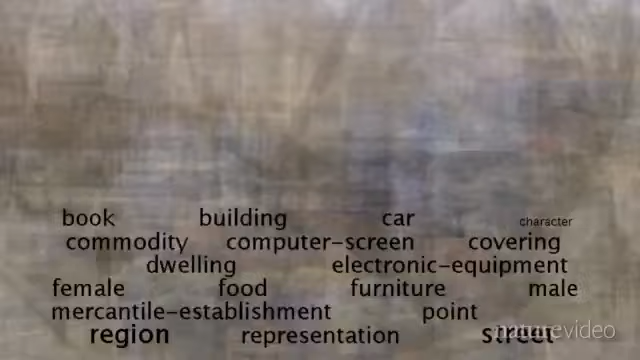 book building car character
commodity computer-screen covering
dwelling electronic-equipment
female food furniture male
mercantile-establishment point
region representation street
naturevideo